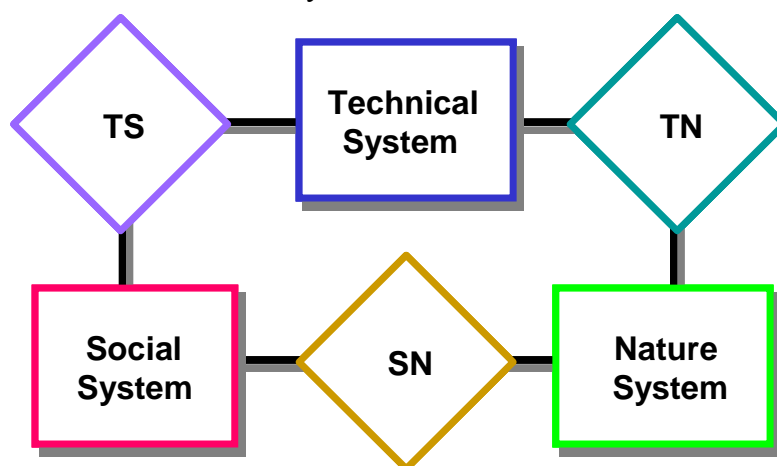 TS
Technical
System
TN
Social
System
SN
Nature
System